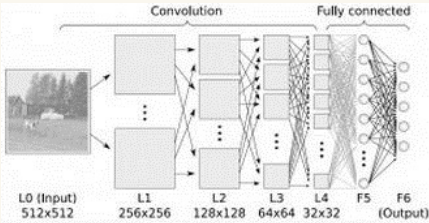 Convolution Fully connected
L0 (Input) L1 L2 L3 L4 F5 F6
512x512 256x256 128x128 64x64 32x32 (Output)